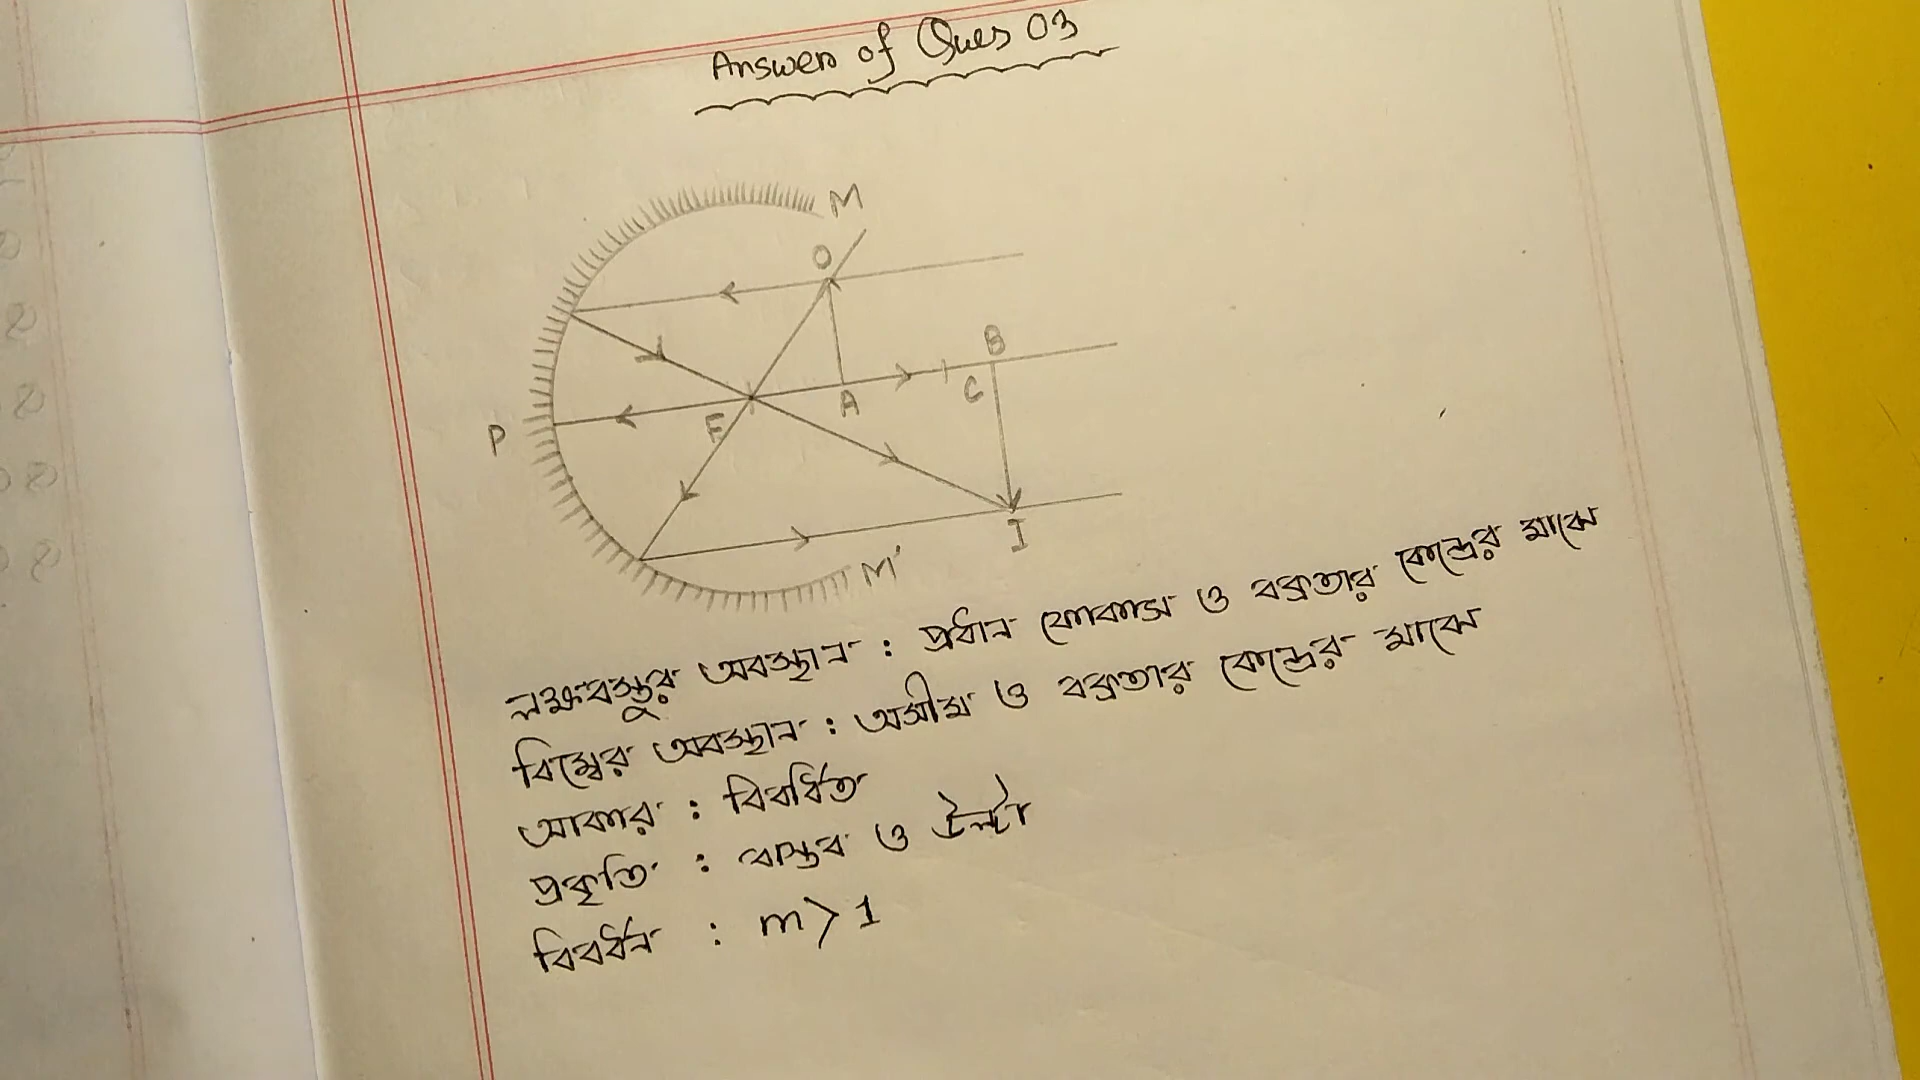 Answer of Ques 03
M
O
B
A
C
P
F
I
M'
লক্ষ্যবস্তুর অবস্থান : প্রধান ফোকাস ও বক্রতার কেন্দ্রের মাঝে
বিম্বের অবস্থান : অসীম ও বক্রতার কেন্দ্রের মাঝে
আকার : বিবর্ধিত
প্রকৃতি : বাস্তব ও উল্টা
বিবর্ধন : m > 1